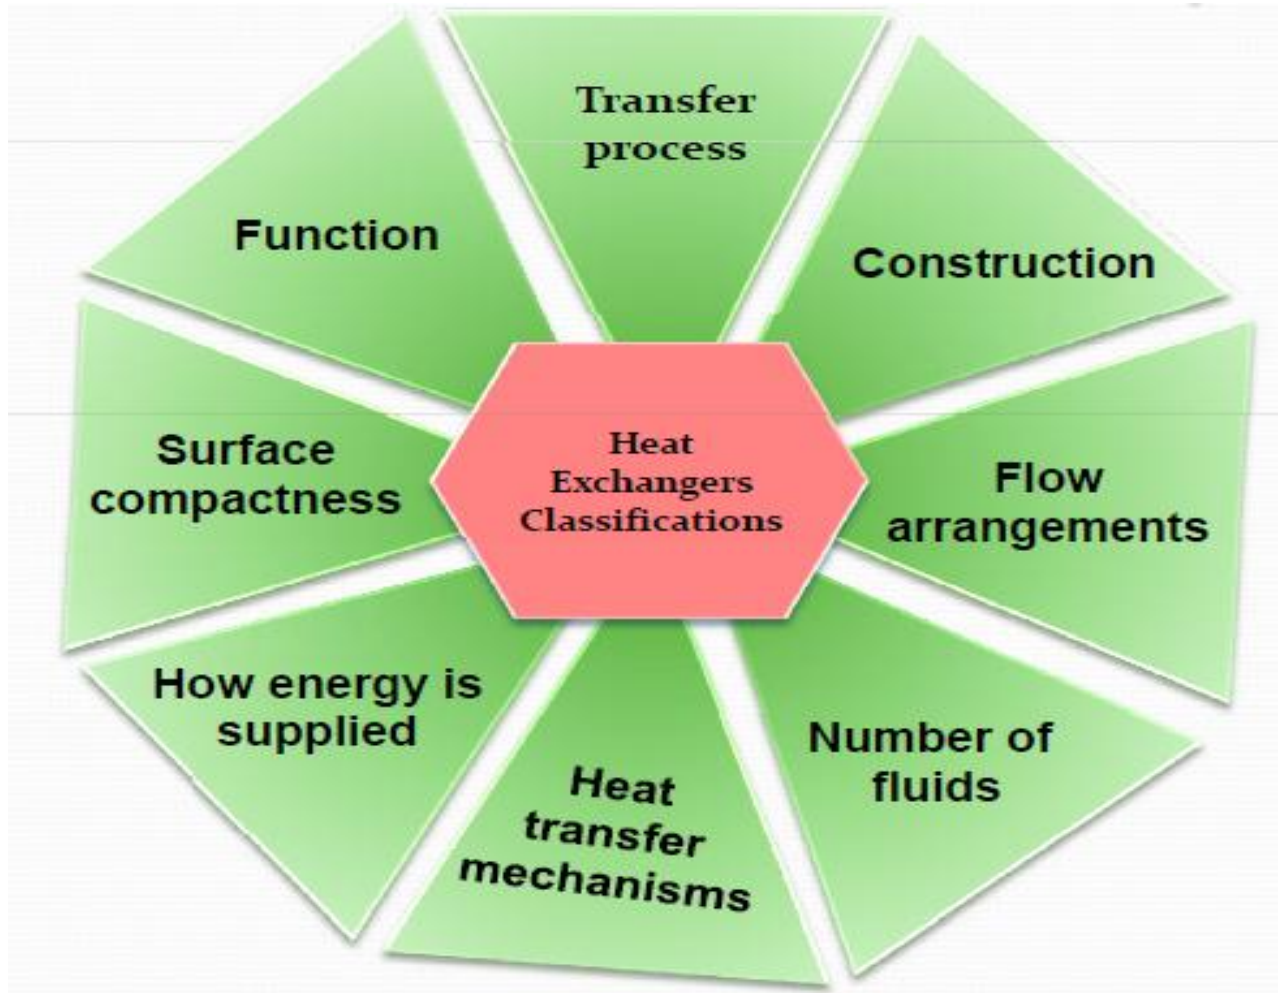 Transfer
process
Function
Construction
Surface
compactness
Heat
Exchangers
Classifications
Flow
arrangements
How energy is
supplied
Number of
fluids
Heat
transfer
mechanisms